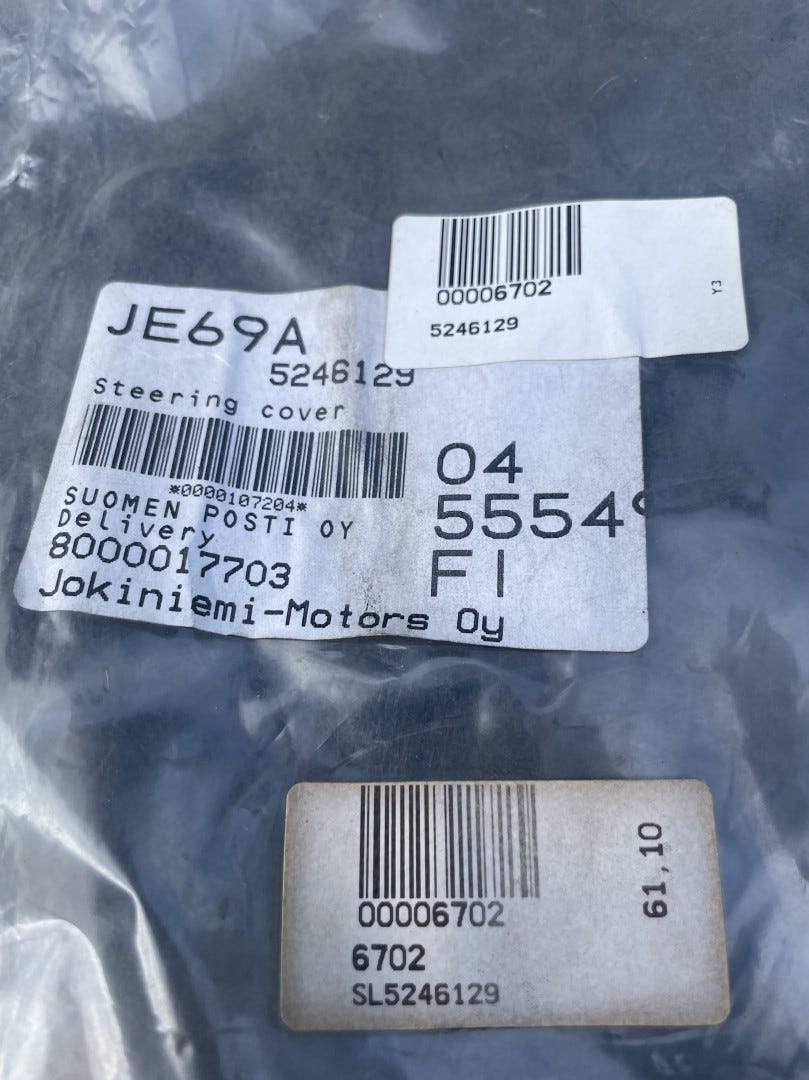 00006702
5246129
Y3
JE69A
5246129
Steering cover
*0000107204*
SUOMEN POSTI OY
Delivery
8000017703
Jokiniemi-Motors Oy
04
5554
FI
00006702
6702
SL5246129
61,10